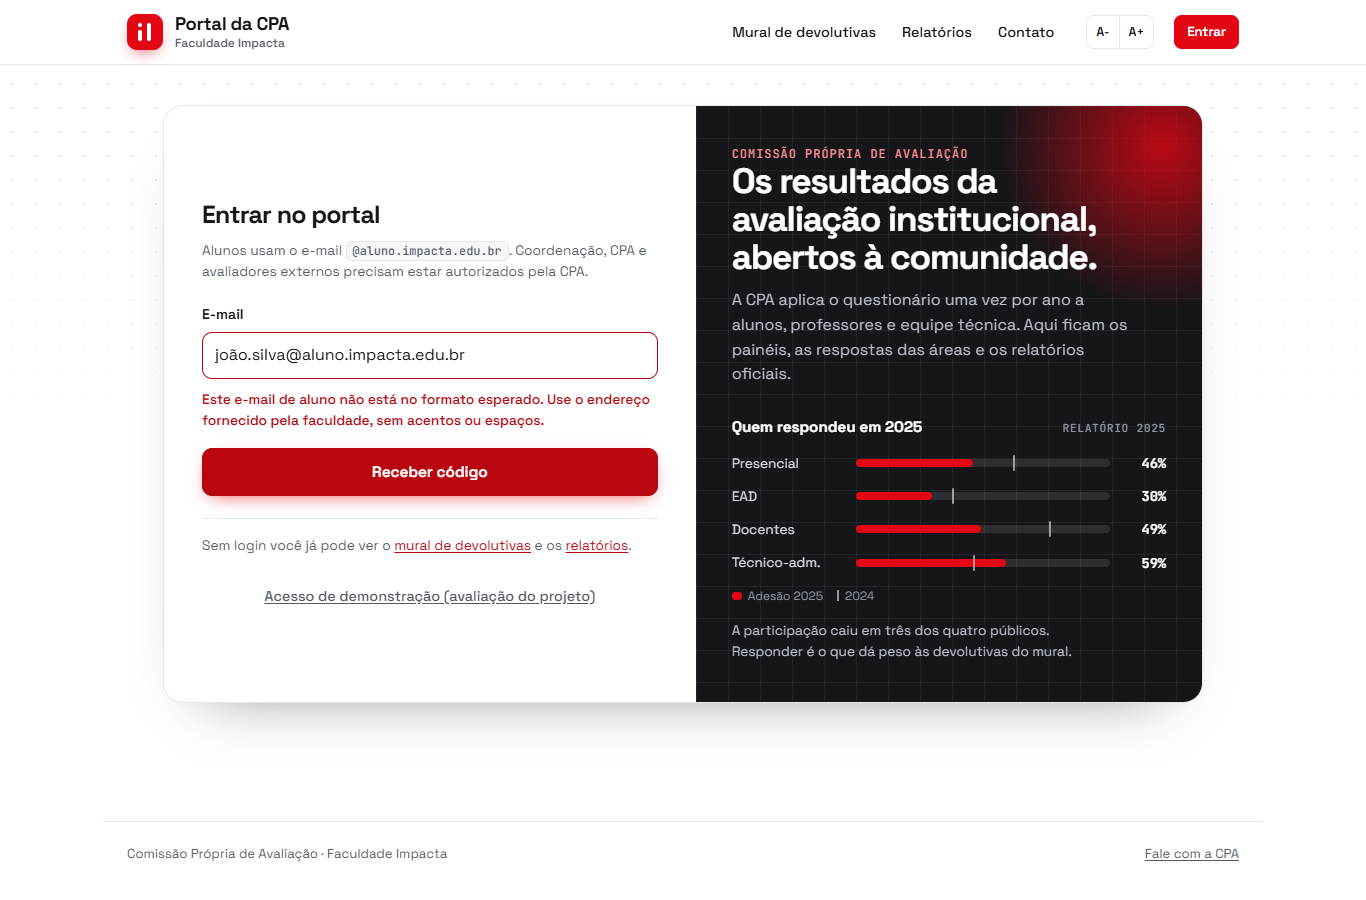 Portal da CPA
Faculdade Impacta
Mural de devolutivas
Relatórios
Contato
A-
A+
Entrar
Entrar no portal
Alunos usam o e-mail @aluno.impacta.edu.br. Coordenação, CPA e
avaliadores externos precisam estar autorizados pela CPA.
E-mail
joão.silva@aluno.impacta.edu.br
Este e-mail de aluno não está no formato esperado. Use o endereço
fornecido pela faculdade, sem acentos ou espaços.
Receber código
Sem login você já pode ver o mural de devolutivas e os relatórios.
Acesso de demonstração (avaliação do projeto)
COMISSÃO PRÓPRIA DE AVALIAÇÃO
Os resultados da
avaliação institucional,
abertos à comunidade.
A CPA aplica o questionário uma vez por ano a
alunos, professores e equipe técnica. Aqui ficam os
painéis, as respostas das áreas e os relatórios
oficiais.
Quem respondeu em 2025
RELATÓRIO 2025
Presencial 46%
EAD 30%
Docentes 49%
Técnico-adm. 59%
Adesão 2025
2024
A participação caiu em três dos quatro públicos.
Responder é o que dá peso às devolutivas do mural.
Comissão Própria de Avaliação · Faculdade Impacta
Fale com a CPA